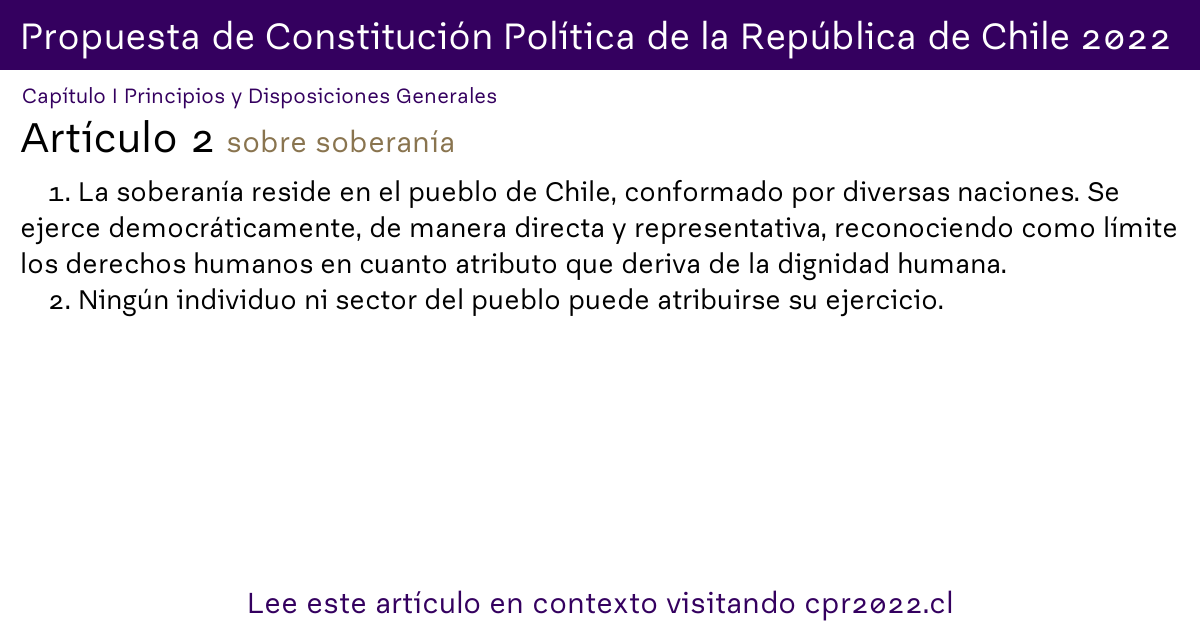 Propuesta de Constitución Política de la República de Chile 2022
Capítulo I Principios y Disposiciones Generales
Artículo 2 sobre soberanía
1. La soberanía reside en el pueblo de Chile, conformado por diversas naciones. Se
ejerce democráticamente, de manera directa y representativa, reconociendo como límite
los derechos humanos en cuanto atributo que deriva de la dignidad humana.
2. Ningún individuo ni sector del pueblo puede atribuirse su ejercicio.
Lee este artículo en contexto visitando cpr2022.cl